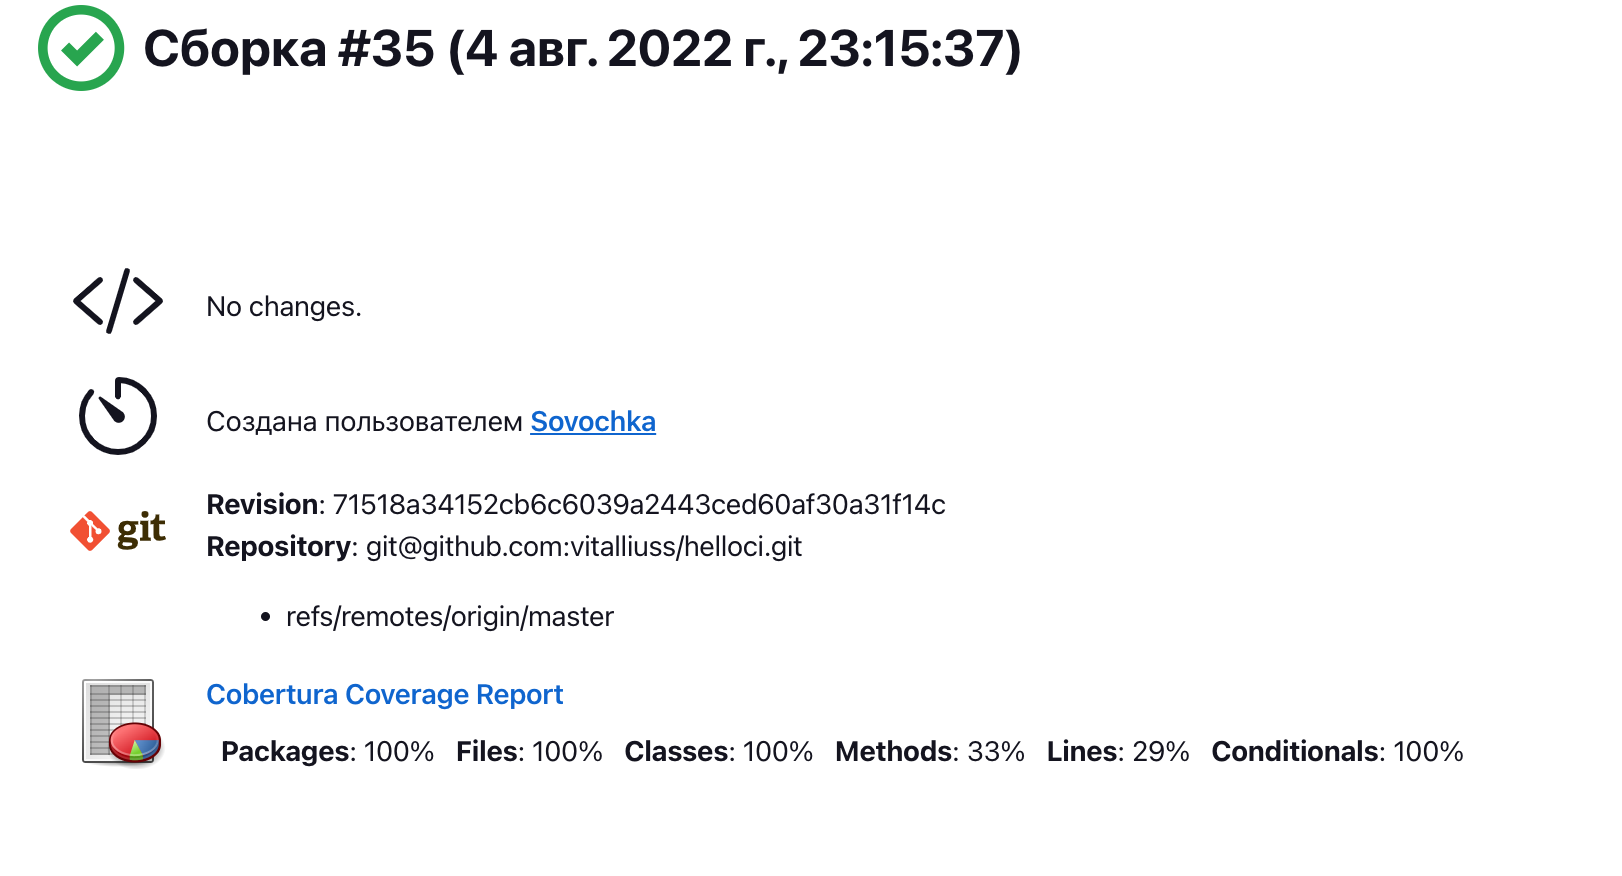 Сборка #35 (4 авг. 2022 г., 23:15:37)
No changes.
Создана пользователем Sovochka
git
Revision: 71518a34152cb6c6039a2443ced60af30a31f14c
Repository: git@github.com:vitalliuss/helloci.git
• refs/remotes/origin/master
Cobertura Coverage Report
Packages: 100% Files: 100% Classes: 100% Methods: 33% Lines: 29% Conditionals: 100%